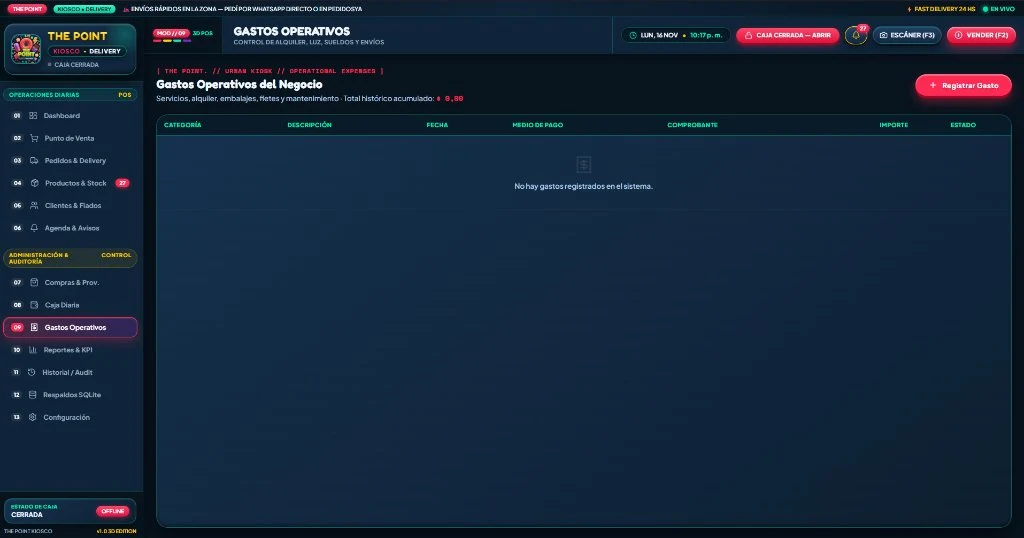 THE POINT
KIOSCO & DELIVERY
ENVÍOS RÁPIDOS EN LA ZONA — PEDÍ POR WHATSAPP DIRECTO O EN PEDIDOSYA
FAST DELIVERY 24 HS
EN VIVO
THE POINT
KIOSCO • DELIVERY
CAJA CERRADA
MOD // 09
3D POS
GASTOS OPERATIVOS
CONTROL DE ALQUILER, LUZ, SUELDOS Y ENVÍOS
LUN, 16 NOV • 10:17 p. m.
CAJA CERRADA — ABRIR
27
ESCÁNER (F3)
VENDER (F2)
OPERACIONES DIARIAS POS
01 Dashboard
02 Punto de Venta
03 Pedidos & Delivery
04 Productos & Stock 27
05 Clientes & Fiados
06 Agenda & Avisos
ADMINISTRACIÓN & AUDITORÍA CONTROL
07 Compras & Prov.
08 Caja Diaria
09 Gastos Operativos
10 Reportes & KPI
11 Historial / Audit
12 Respaldos SQLite
13 Configuración
ESTADO DE CAJA
CERRADA
OFFLINE
THE POINT KIOSCO
v1.0 3D EDITION
[ THE POINT. // URBAN KIOSK // OPERATIONAL EXPENSES ]
Gastos Operativos del Negocio
Servicios, alquiler, embalajes, fletes y mantenimiento · Total histórico acumulado: $ 0,00
+ Registrar Gasto
CATEGORÍA DESCRIPCIÓN FECHA MEDIO DE PAGO COMPROBANTE IMPORTE ESTADO
No hay gastos registrados en el sistema.